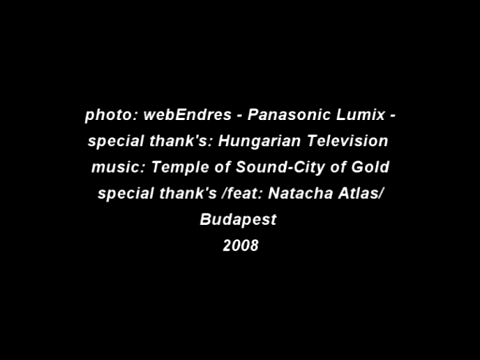 photo: webEndres - Panasonic Lumix -
special thank's: Hungarian Television
music: Temple of Sound-City of Gold
special thank's /feat: Natacha Atlas/
Budapest
2008